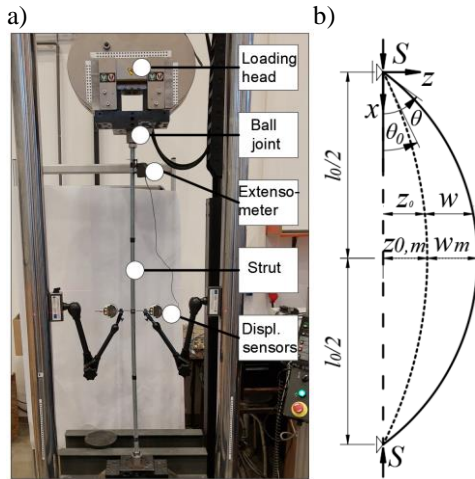 a)
Loading
head
Ball
joint
Extenso-
meter
Strut
Displ.
sensors
b)
S
z
x
θ
θ0
l0/2
z0
w
z0,m
wm
l0/2
S